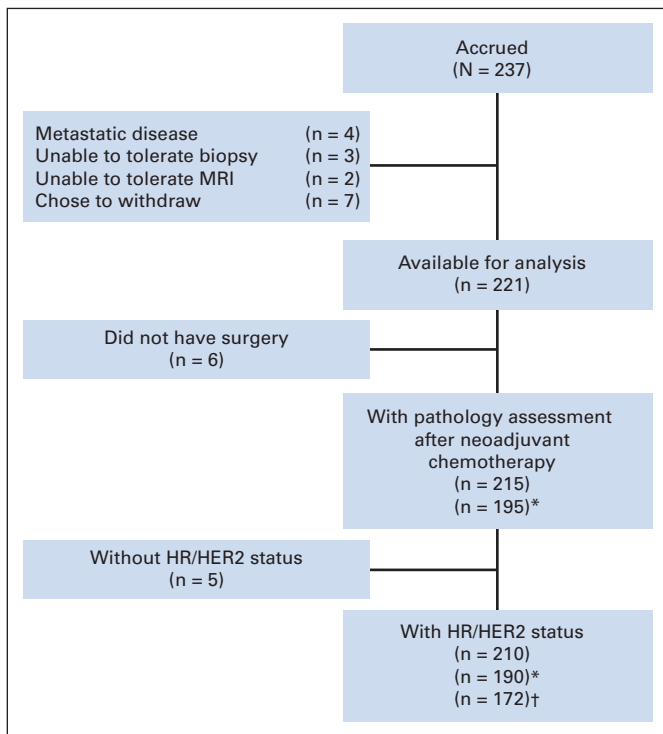 Accrued
(N = 237)
Metastatic disease (n = 4)
Unable to tolerate biopsy (n = 3)
Unable to tolerate MRI (n = 2)
Chose to withdraw (n = 7)
Available for analysis
(n = 221)
Did not have surgery
(n = 6)
With pathology assessment
after neoadjuvant
chemotherapy
(n = 215)
(n = 195)*
Without HR/HER2 status
(n = 5)
With HR/HER2 status
(n = 210)
(n = 190)*
(n = 172)†